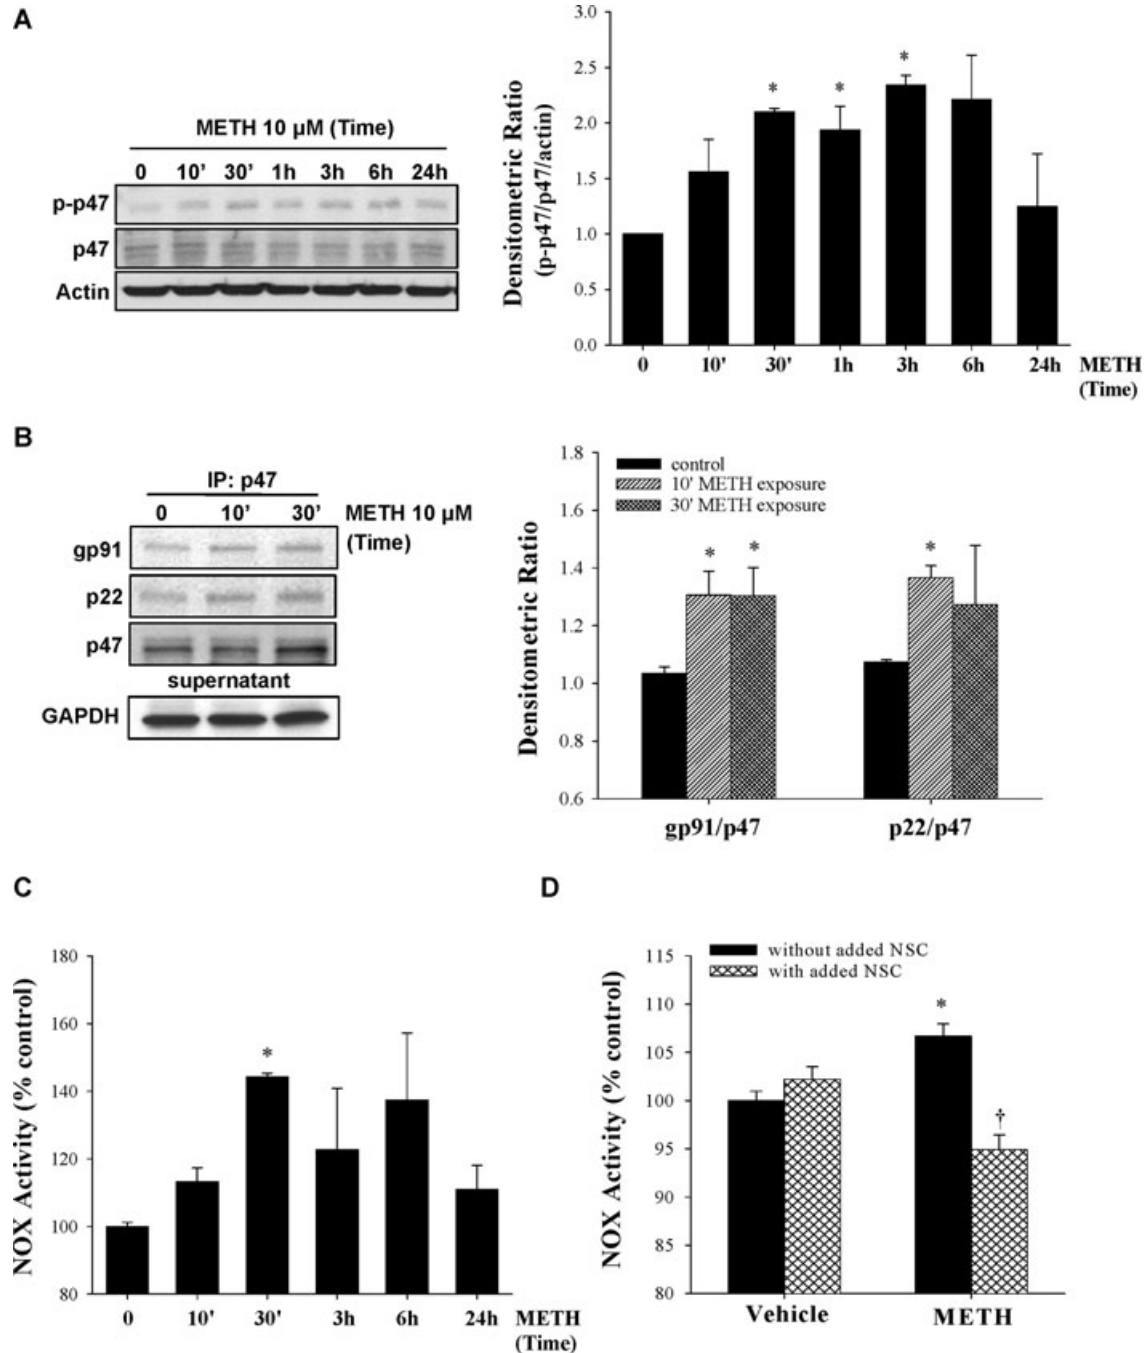 A
METH 10 µM (Time)
0 10' 30' 1h 3h 6h 24h
p-p47
p47
Actin
Densitometric Ratio
(p-p47/p47/actin)
3.0
2.5
2.0
1.5
1.0
0.5
0.0
* * *
0 10' 30' 1h 3h 6h 24h METH
(Time)
B
IP: p47
0 10' 30' METH 10 µM
(Time)
gp91
p22
p47
supernatant
GAPDH
Densitometric Ratio
1.8
1.6
1.4
1.2
1.0
0.8
0.6
control
10' METH exposure
30' METH exposure
* * *
gp91/p47 p22/p47
C
NOX Activity (% control)
180
160
140
120
100
80
*
0 10' 30' 3h 6h 24h METH
(Time)
D
NOX Activity (% control)
115
110
105
100
95
90
85
80
without added NSC
with added NSC
*
†
Vehicle METH